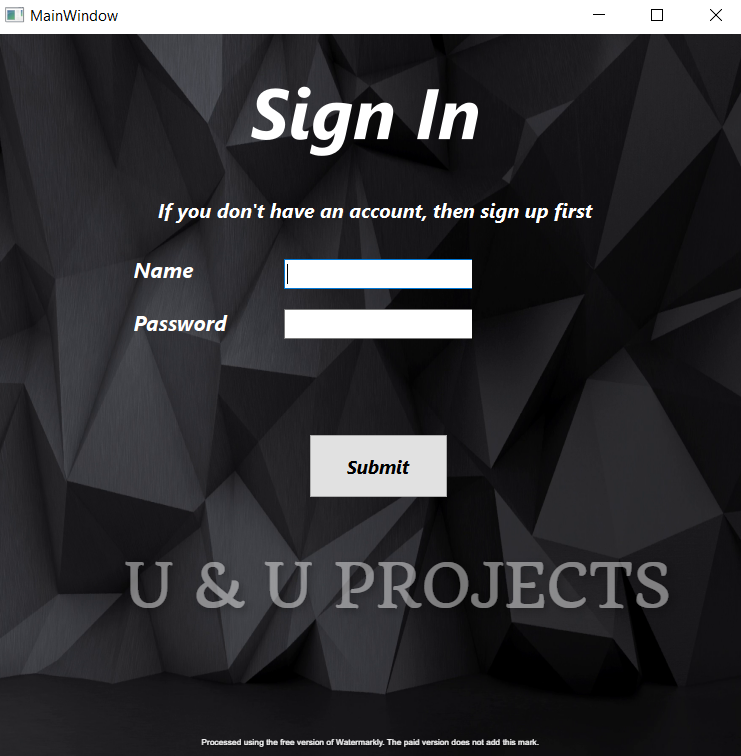 MainWindow
Sign In
If you don't have an account, then sign up first
Name
Password
Submit
U & U PROJECTS
Processed using the free version of Watermarkly. The paid version does not add this mark.